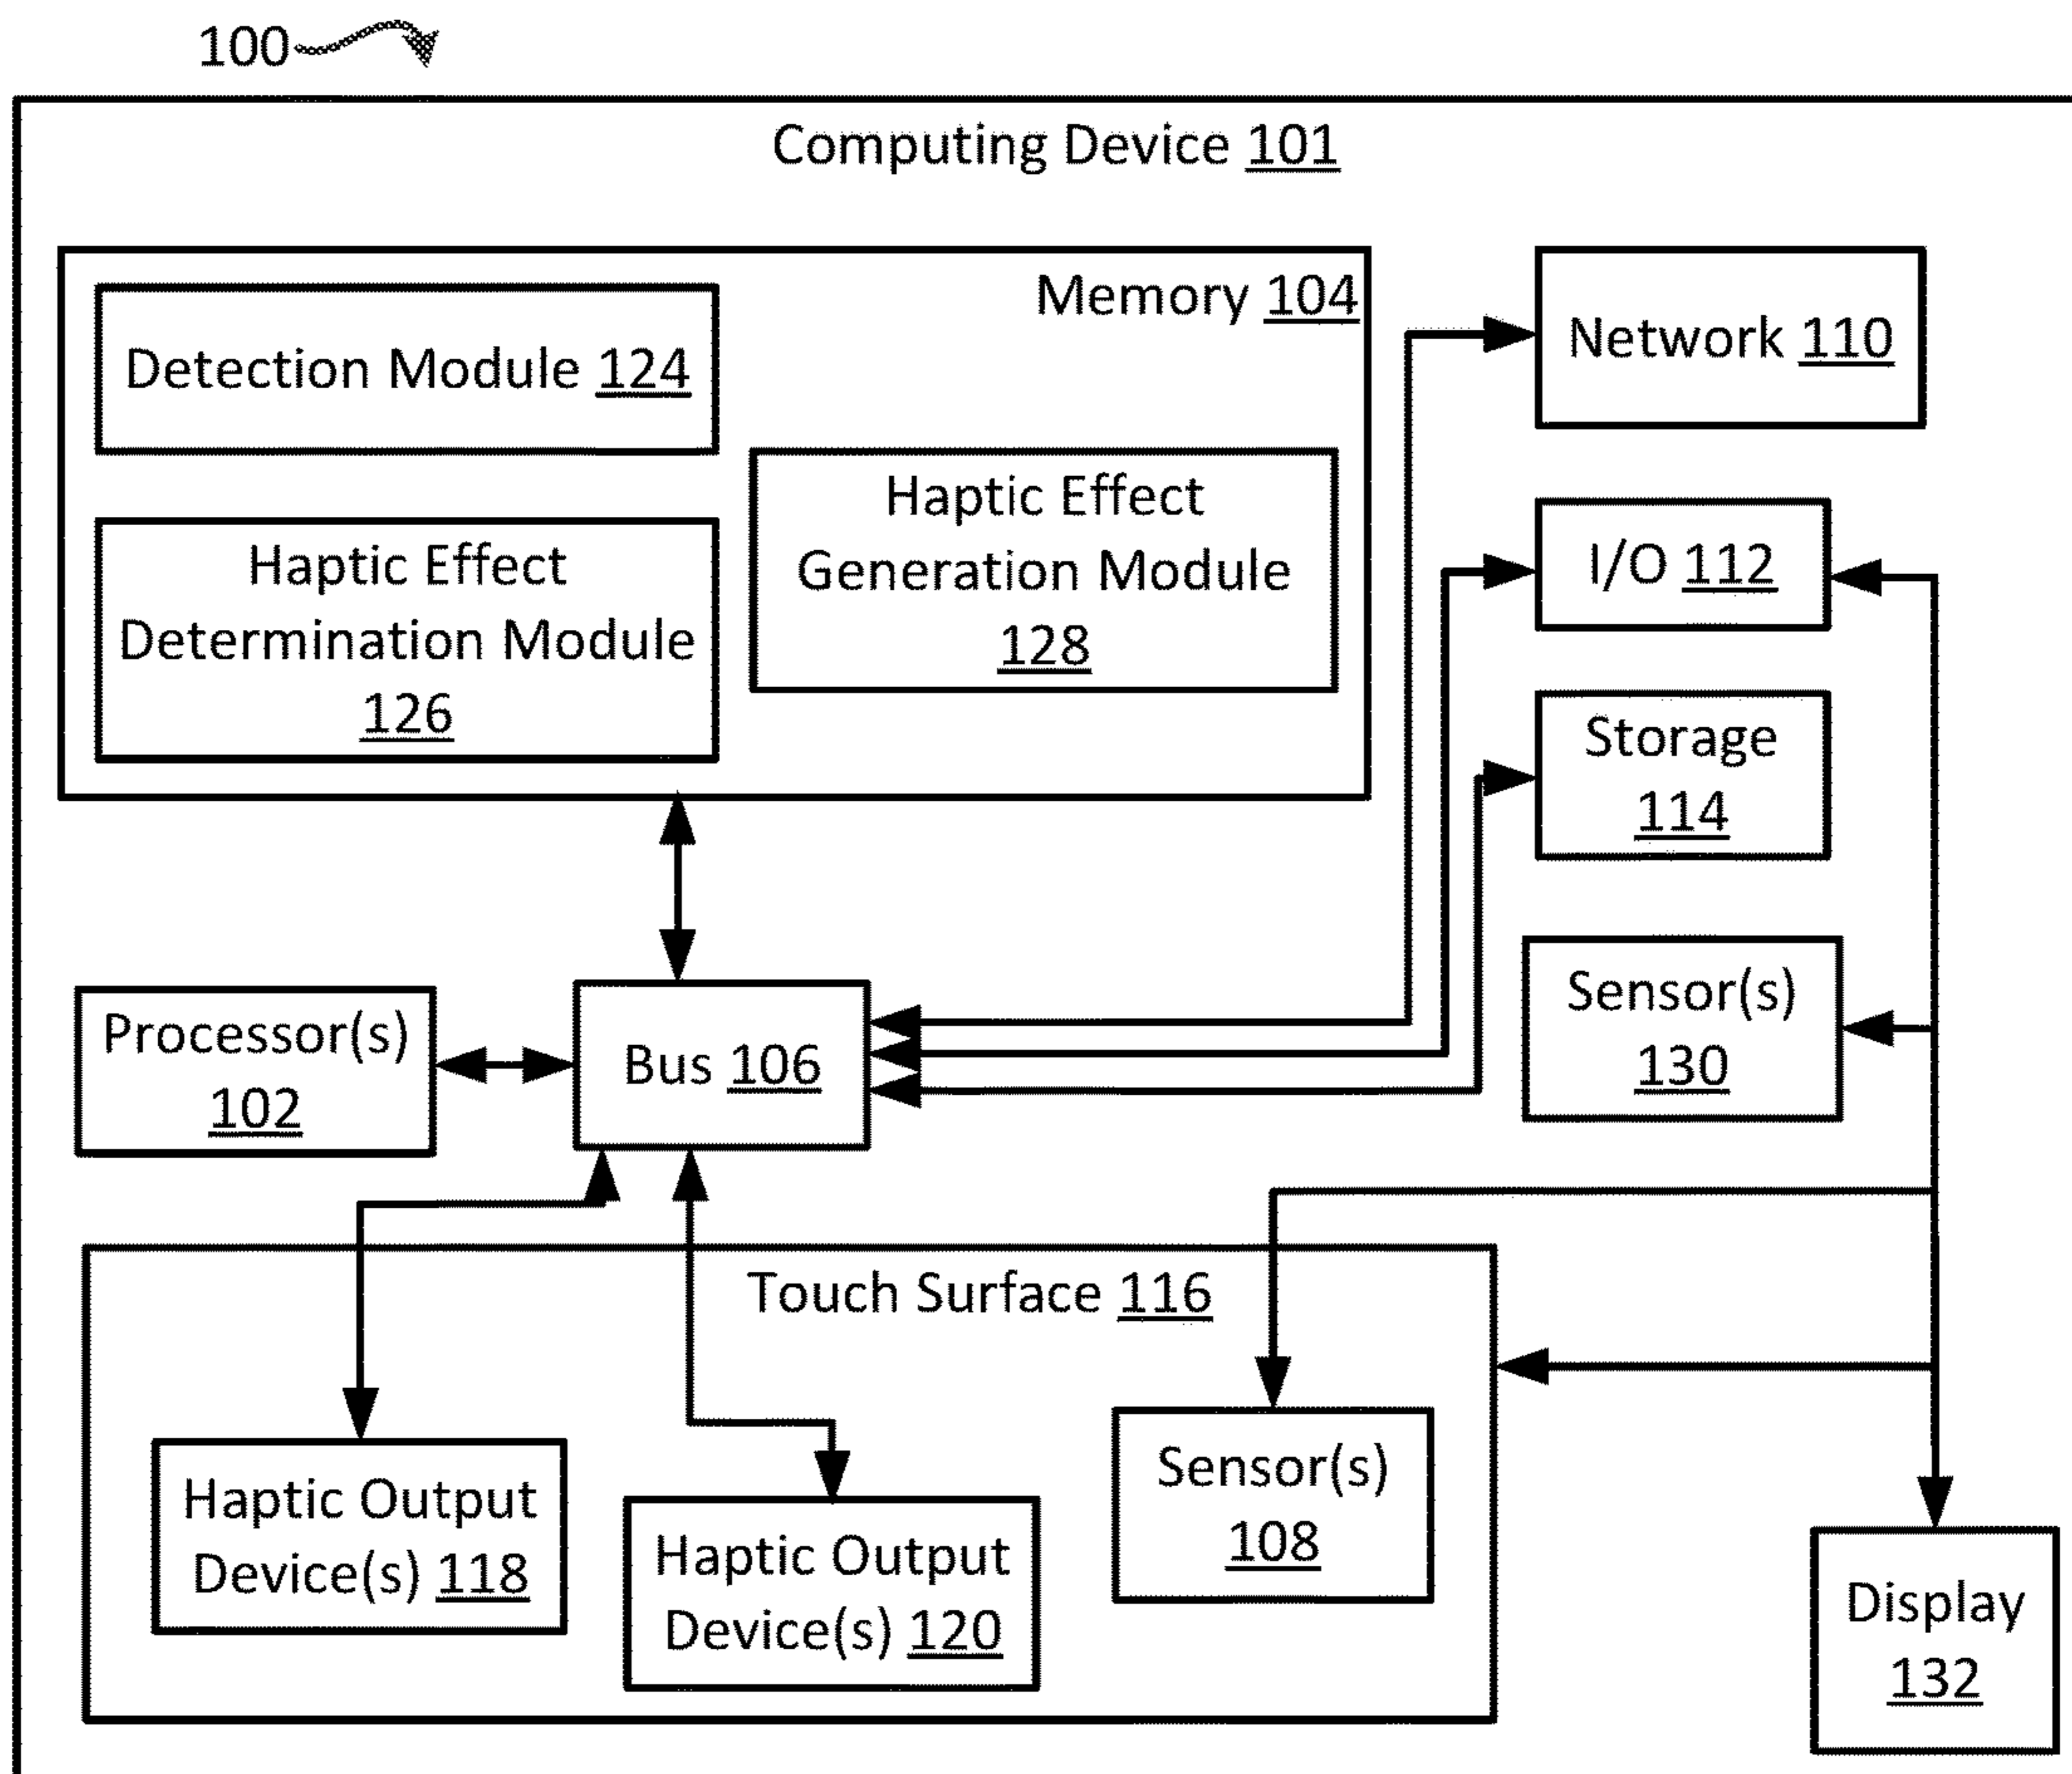 100
Computing Device 101
Memory 104
Detection Module 124
Haptic Effect
Determination Module
126
Haptic Effect
Generation Module
128
Network 110
I/O 112
Storage
114
Sensor(s)
130
Processor(s)
102
Bus 106
Touch Surface 116
Haptic Output
Device(s) 118
Haptic Output
Device(s) 120
Sensor(s)
108
Display
132